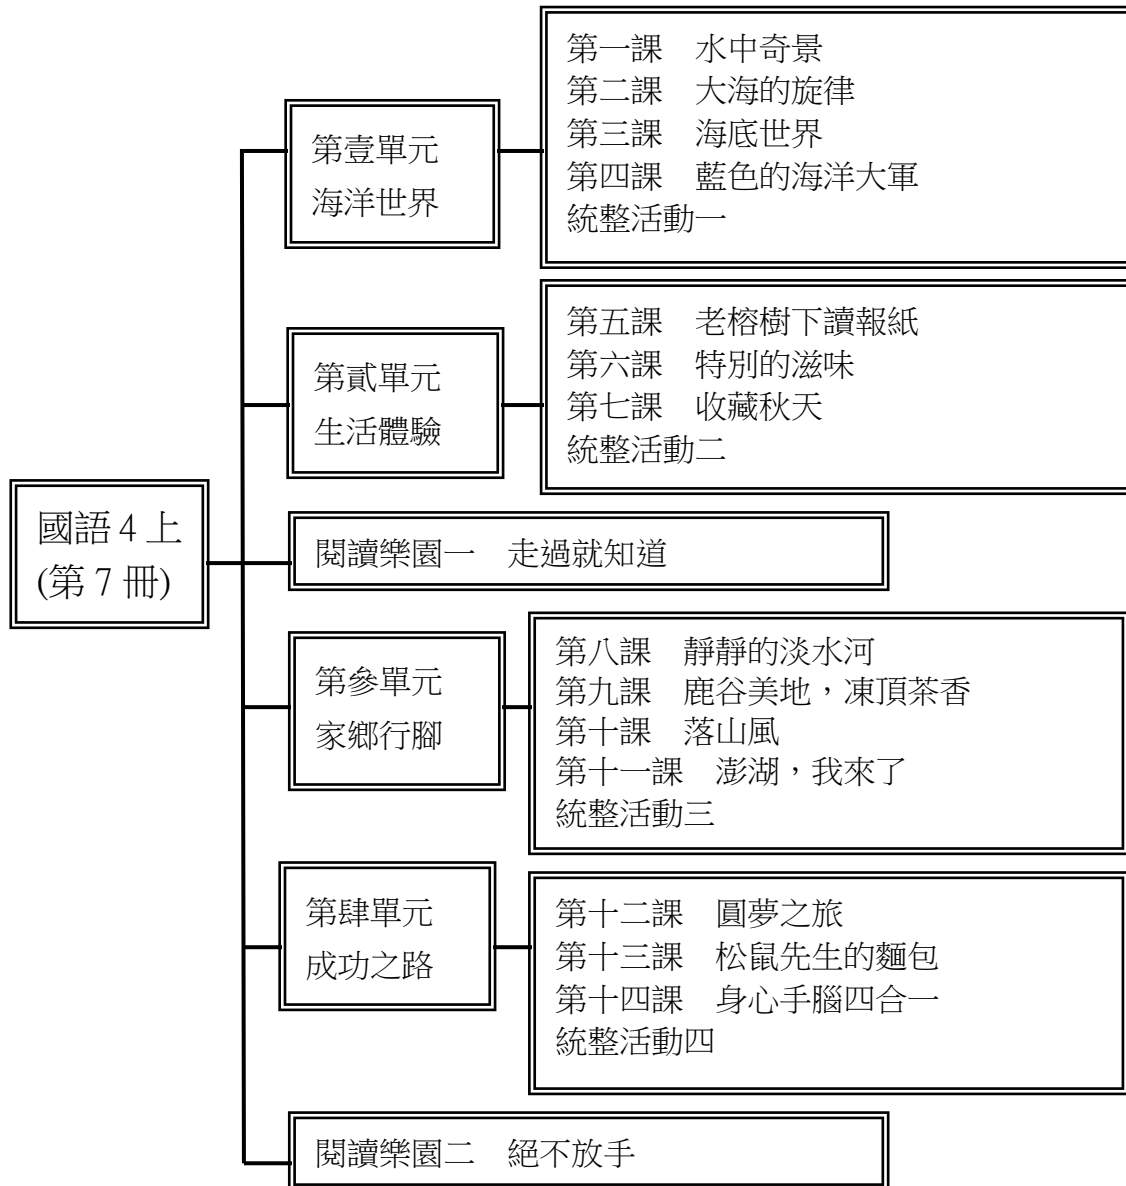 國語 4 上
(第 7 冊)
第壹單元
海洋世界
第一課　水中奇景
第二課　大海的旋律
第三課　海底世界
第四課　藍色的海洋大軍
統整活動一
第貳單元
生活體驗
第五課　老榕樹下讀報紙
第六課　特別的滋味
第七課　收藏秋天
統整活動二
閱讀樂園一　走過就知道
第參單元
家鄉行腳
第八課　靜靜的淡水河
第九課　鹿谷美地，凍頂茶香
第十課　落山風
第十一課　澎湖，我來了
統整活動三
第肆單元
成功之路
第十二課　圓夢之旅
第十三課　松鼠先生的麵包
第十四課　身心手腦四合一
統整活動四
閱讀樂園二　絕不放手